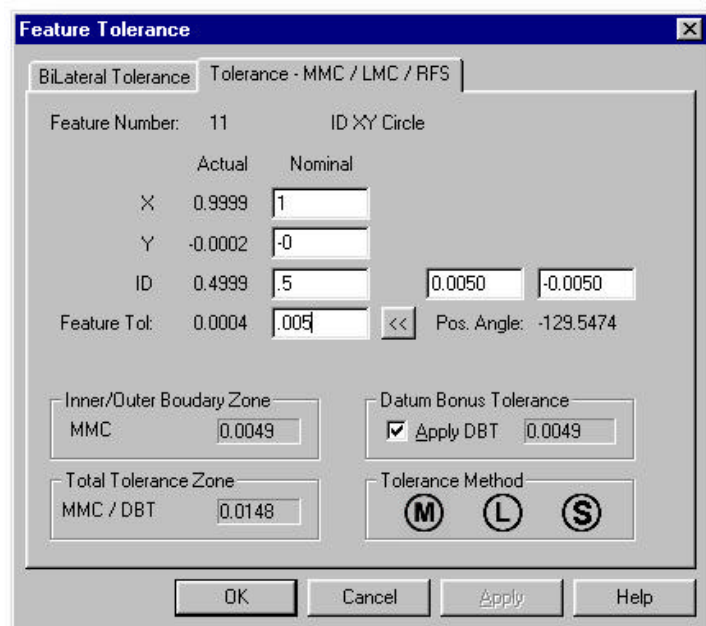 Feature Tolerance
BiLateral Tolerance Tolerance - MMC / LMC / RFS
Feature Number: 11 ID XY Circle
Actual Nominal
X 0.9999 1
Y -0.0002 -0
ID 0.4999 .5 0.0050 -0.0050
Feature Tol: 0.0004 .005 << Pos. Angle: -129.5474
Inner/Outer Boudary Zone Datum Bonus Tolerance
MMC 0.0049 Apply DBT 0.0049
Total Tolerance Zone Tolerance Method
MMC / DBT 0.0148 M L S
OK Cancel Apply Help